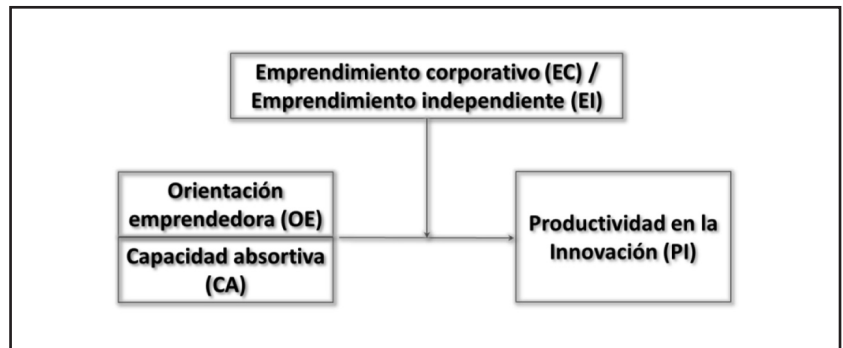 Emprendimiento corporativo (EC) /
Emprendimiento independiente (EI)
Orientación
emprendedora (OE)
Capacidad absortiva
(CA)
Productividad en la
Innovación (PI)